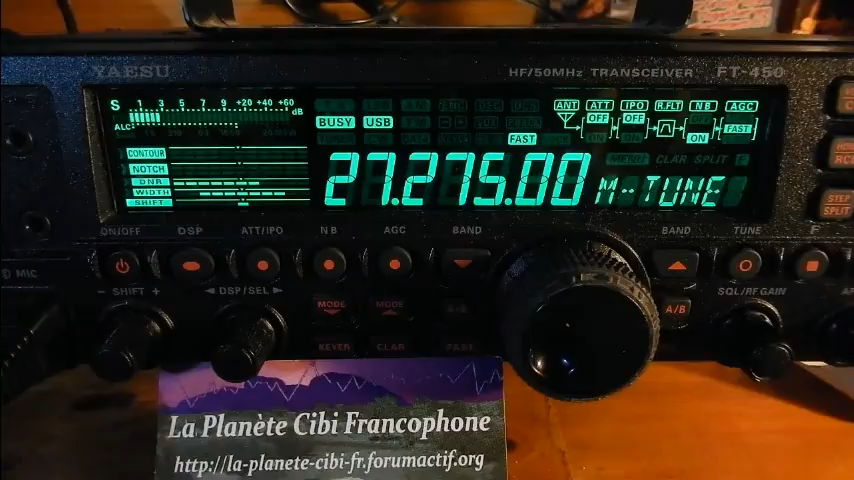 YAESU
HF/50MHz TRANSCEIVER FT-450
S 1 3 5 7 9 +20 +40 +60 dB
ALC
BUSY USB
FAST
ANT ATT IPO R.FLT NB AGC
OFF OFF
ON FAST
CONTOUR
NOTCH
DNR
WIDTH
SHIFT
27.275.00 M-TUNE
MENU CLAR SPLIT F
ON/OFF DSP ATT/IPO NB AGC BAND BAND TUNE F
STEP
SPLIT
MIC
– SHIFT + ◄ DSP/SEL ► MODE MODE A/B SQL/RF GAIN
KEYER CLAR FAST
La Planète Cibi Francophone
http://la-planete-cibi-fr.forumactif.org